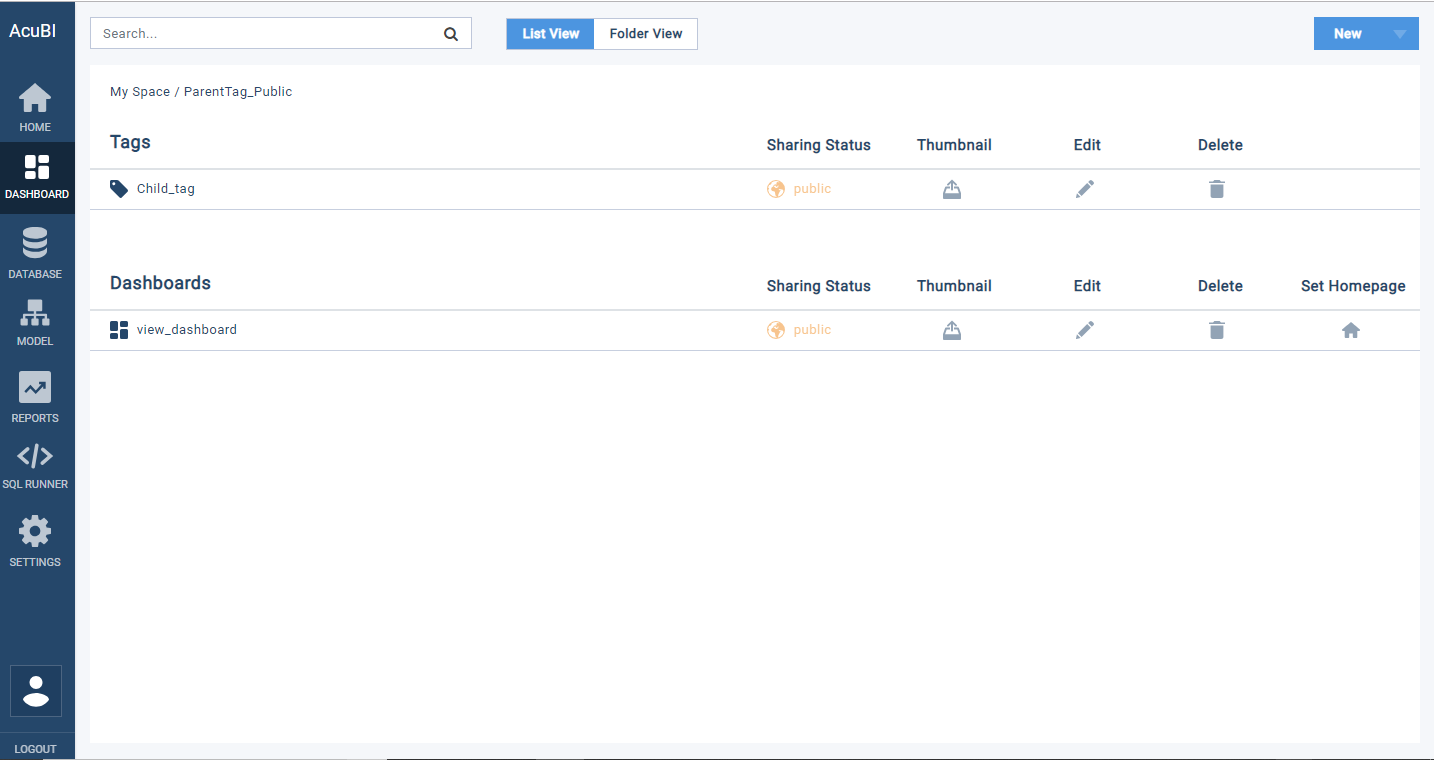 AcuBI
HOME
DASHBOARD
DATABASE
MODEL
REPORTS
SQL RUNNER
SETTINGS
LOGOUT
Search...
List View Folder View
New
My Space / ParentTag_Public
Tags Sharing Status Thumbnail Edit Delete
Child_tag public
Dashboards Sharing Status Thumbnail Edit Delete Set Homepage
view_dashboard public